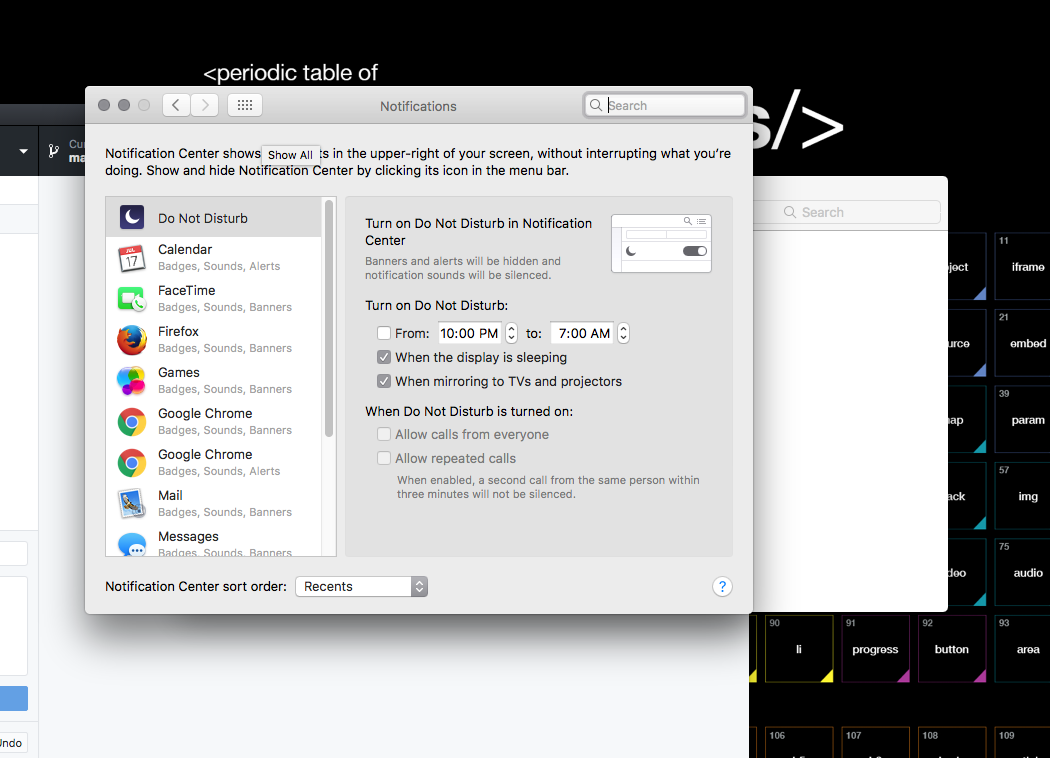 <periodic table of
s/>
Notifications
Search
Notification Center shows
Show All
ts in the upper-right of your screen, without interrupting what you're
doing. Show and hide Notification Center by clicking its icon in the menu bar.
Do Not Disturb
Calendar
Badges, Sounds, Alerts
FaceTime
Badges, Sounds, Banners
Firefox
Badges, Sounds, Banners
Games
Badges, Sounds, Banners
Google Chrome
Badges, Sounds, Banners
Google Chrome
Badges, Sounds, Alerts
Mail
Badges, Sounds, Banners
Messages
Badges, Sounds, Banners
JUL
17
Turn on Do Not Disturb in Notification
Center
Banners and alerts will be hidden and
notification sounds will be silenced.
Turn on Do Not Disturb:
From: 10:00 PM to: 7:00 AM
When the display is sleeping
When mirroring to TVs and projectors
When Do Not Disturb is turned on:
Allow calls from everyone
Allow repeated calls
When enabled, a second call from the same person within
three minutes will not be silenced.
Notification Center sort order: Recents
?
Cu
ma
Undo
Search
ject
11
iframe
urce
21
embed
ap
39
param
ck
57
img
deo
75
audio
90
li
91
progress
92
button
93
area
106
107
108
109